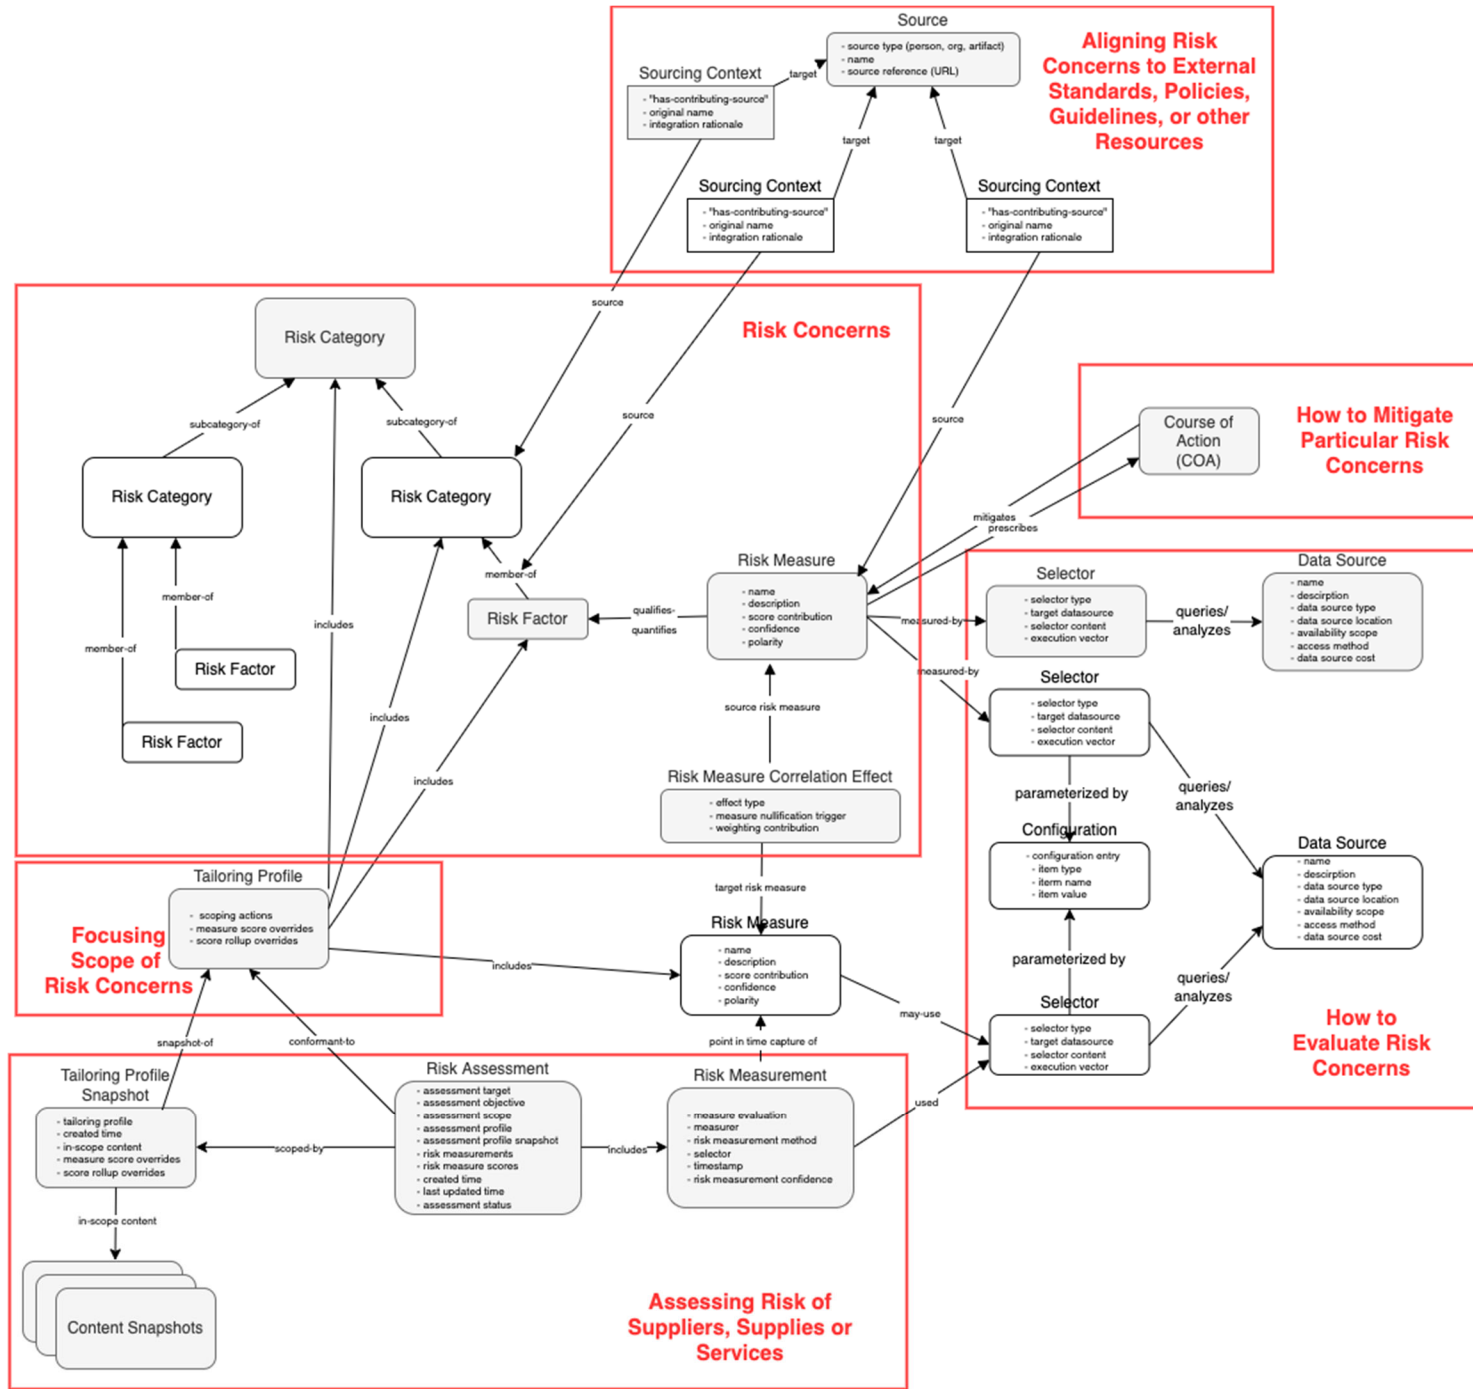 Source
- source type (person, org, artifact)
- name
- source reference (URL)
Aligning Risk
Concerns to External
Standards, Policies,
Guidelines, or other
Resources
Sourcing Context
- "has-contributing-source"
- original name
- integration rationale
target
target
target
Sourcing Context
- "has-contributing-source"
- original name
- integration rationale
Sourcing Context
- "has-contributing-source"
- original name
- integration rationale
source
source
source
Risk Concerns
Risk Category
subcategory-of
subcategory-of
Risk Category
Risk Category
member-of
member-of
member-of
Risk Factor
Risk Factor
Risk Factor
includes
includes
includes
qualifies-
quantifies
Risk Measure
- name
- description
- score contribution
- confidence
- polarity
source risk measure
Risk Measure Correlation Effect
- effect type
- measure nullification trigger
- weighting contribution
target risk measure
How to Mitigate
Particular Risk
Concerns
Course of
Action
(COA)
mitigates
prescribes
measured-by
measured-by
Selector
- selector type
- target datasource
- selector content
- execution vector
queries/
analyzes
Data Source
- name
- descirption
- data source type
- data source location
- availability scope
- access method
- data source cost
Selector
- selector type
- target datasource
- selector content
- execution vector
parameterized by
queries/
analyzes
Configuration
- configuration entry
- item type
- iterm name
- item value
Data Source
- name
- descirption
- data source type
- data source location
- availability scope
- access method
- data source cost
parameterized by
queries/
analyzes
Selector
- selector type
- target datasource
- selector content
- execution vector
How to
Evaluate Risk
Concerns
Tailoring Profile
- scoping actions
- measure score overrides
- score rollup overrides
Focusing
Scope of
Risk Concerns
includes
Risk Measure
- name
- description
- score contribution
- confidence
- polarity
may-use
used
point in time capture of
snapshot-of
conformant-to
Tailoring Profile
Snapshot
- tailoring profile
- created time
- in-scope content
- measure score overrides
- score rollup overrides
scoped-by
Risk Assessment
- assessment target
- assessment objective
- assessment scope
- assessment profile
- assessment profile snapshot
- risk measurements
- risk measure scores
- created time
- last updated time
- assessment status
includes
Risk Measurement
- measure evaluation
- measurer
- risk measurement method
- selector
- timestamp
- risk measurement confidence
in-scope content
Content Snapshots
Assessing Risk of
Suppliers, Supplies or
Services